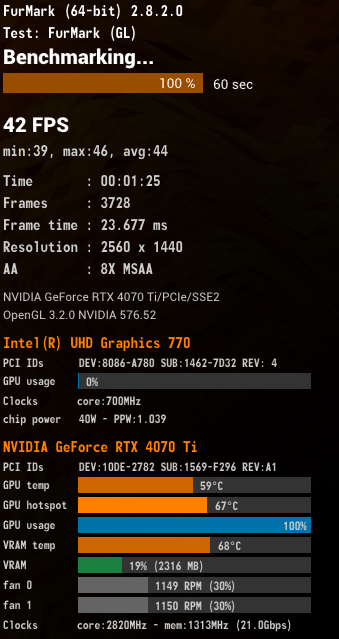 FurMark (64-bit) 2.8.2.0
Test: FurMark (GL)
Benchmarking...
100 % 60 sec
42 FPS
min:39, max:46, avg:44
Time : 00:01:25
Frames : 3728
Frame time : 23.677 ms
Resolution : 2560 x 1440
AA : 8X MSAA
NVIDIA GeForce RTX 4070 Ti/PCIe/SSE2
OpenGL 3.2.0 NVIDIA 576.52
Intel(R) UHD Graphics 770
PCI IDs DEV:8086-A780 SUB:1462-7D32 REV: 4
GPU usage 0%
Clocks core:700MHz
chip power 40W - PPW:1.039
NVIDIA GeForce RTX 4070 Ti
PCI IDs DEV:10DE-2782 SUB:1569-F296 REV:A1
GPU temp 59°C
GPU hotspot 67°C
GPU usage 100%
VRAM temp 68°C
VRAM 19% (2316 MB)
fan 0 1149 RPM (30%)
fan 1 1150 RPM (30%)
Clocks core:2820MHz - mem:1313MHz (21.0Gbps)